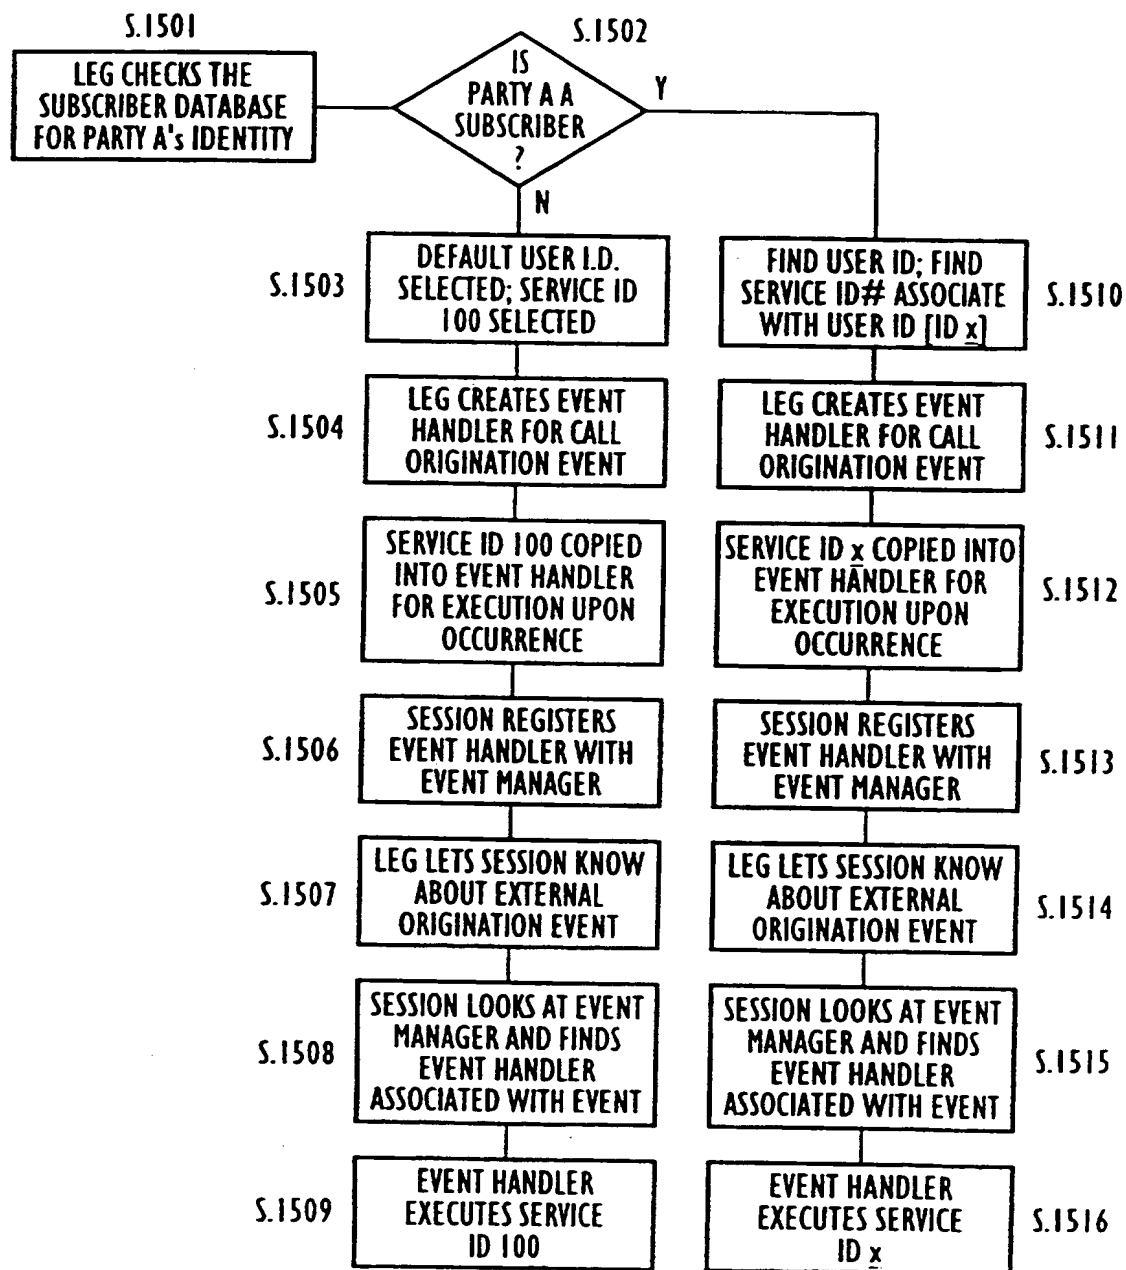 S.1501
LEG CHECKS THE
SUBSCRIBER DATABASE
FOR PARTY A's IDENTITY
S.1502
IS
PARTY A A
SUBSCRIBER
?
Y
N
S.1503
DEFAULT USER I.D.
SELECTED; SERVICE ID
100 SELECTED
S.1504
LEG CREATES EVENT
HANDLER FOR CALL
ORIGINATION EVENT
S.1505
SERVICE ID 100 COPIED
INTO EVENT HANDLER
FOR EXECUTION UPON
OCCURRENCE
S.1506
SESSION REGISTERS
EVENT HANDLER WITH
EVENT MANAGER
S.1507
LEG LETS SESSION KNOW
ABOUT EXTERNAL
ORIGINATION EVENT
S.1508
SESSION LOOKS AT EVENT
MANAGER AND FINDS
EVENT HANDLER
ASSOCIATED WITH EVENT
S.1509
EVENT HANDLER
EXECUTES SERVICE
ID 100
FIND USER ID; FIND
SERVICE ID# ASSOCIATE
WITH USER ID [ID x]
S.1510
LEG CREATES EVENT
HANDLER FOR CALL
ORIGINATION EVENT
S.1511
SERVICE ID x COPIED INTO
EVENT HANDLER FOR
EXECUTION UPON
OCCURRENCE
S.1512
SESSION REGISTERS
EVENT HANDLER WITH
EVENT MANAGER
S.1513
LEG LETS SESSION KNOW
ABOUT EXTERNAL
ORIGINATION EVENT
S.1514
SESSION LOOKS AT EVENT
MANAGER AND FINDS
EVENT HANDLER
ASSOCIATED WITH EVENT
S.1515
EVENT HANDLER
EXECUTES SERVICE
ID x
S.1516